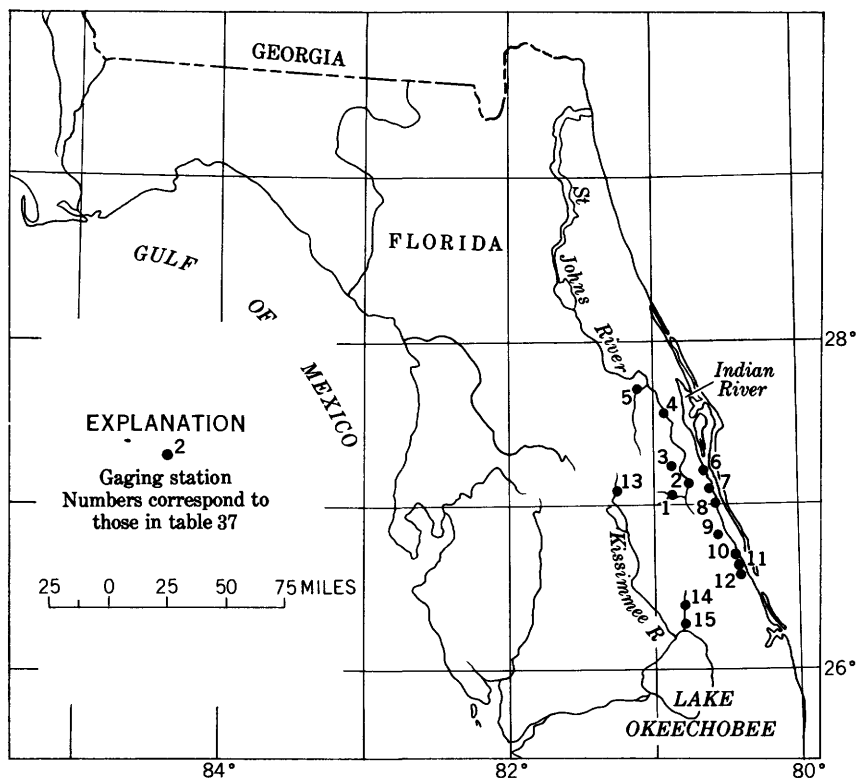 GEORGIA
FLORIDA
GULF
OF
MEXICO
St
Johns
River
28°
Indian
River
5
4
3
2
1
6
7
8
13
9
10
11
12
14
15
Kissimmee R
26°
LAKE
OKEECHOBEE
EXPLANATION
2
Gaging station
Numbers correspond to
those in table 37
25 0 25 50 75 MILES
84° 82° 80°